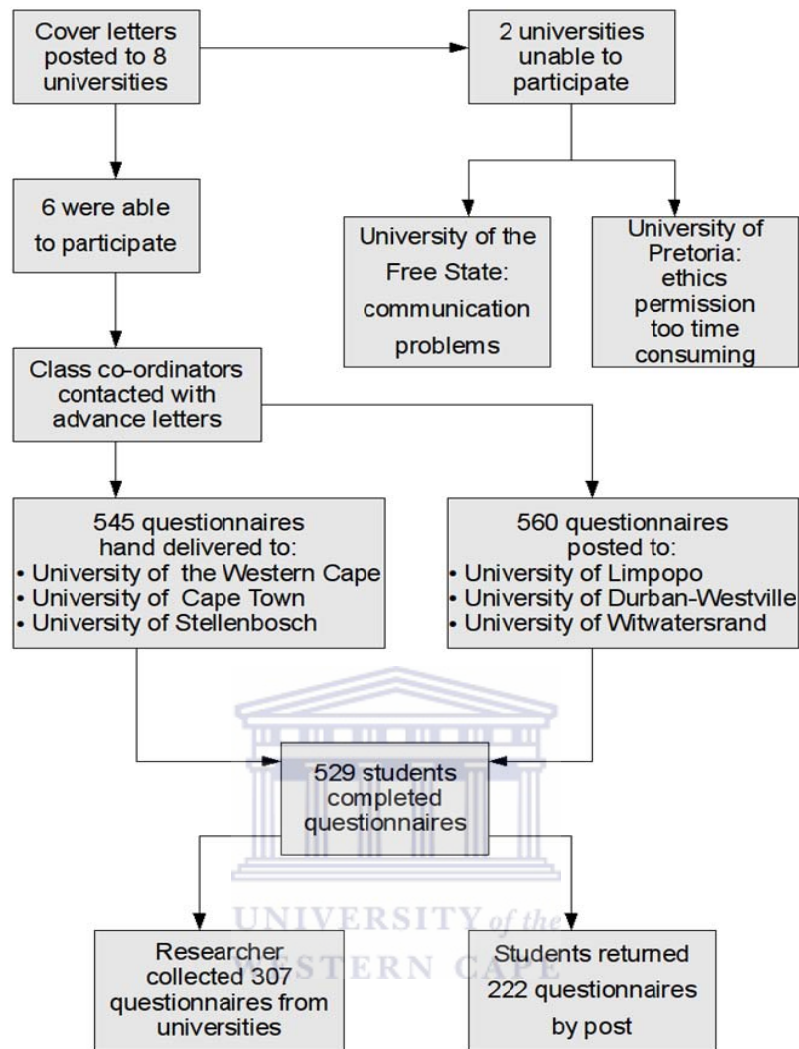 Cover letters
posted to 8
universities
2 universities
unable to
participate
6 were able
to participate
University of the
Free State:
communication
problems
University of
Pretoria:
ethics
permission
too time
consuming
Class co-ordinators
contacted with
advance letters
545 questionnaires
hand delivered to:
• University of the Western Cape
• University of Cape Town
• University of Stellenbosch
560 questionnaires
posted to:
• University of Limpopo
• University of Durban-Westville
• University of Witwatersrand
529 students
completed
questionnaires
UNIVERSITY of the
WESTERN CAPE
Researcher
collected 307
questionnaires from
universities
Students returned
222 questionnaires
by post